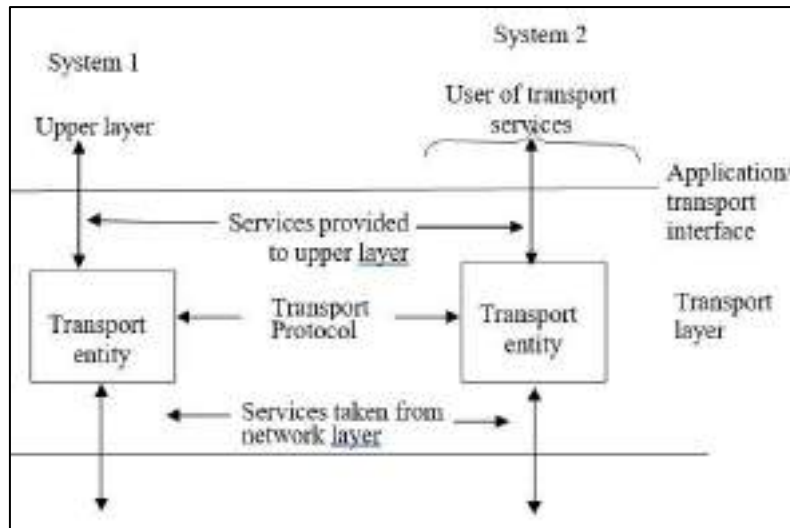 System 1
System 2
Upper layer
User of transport
services
Application/
transport
interface
Services provided
to upper layer
Transport
entity
Transport
Protocol
Transport
entity
Transport
layer
Services taken from
network layer